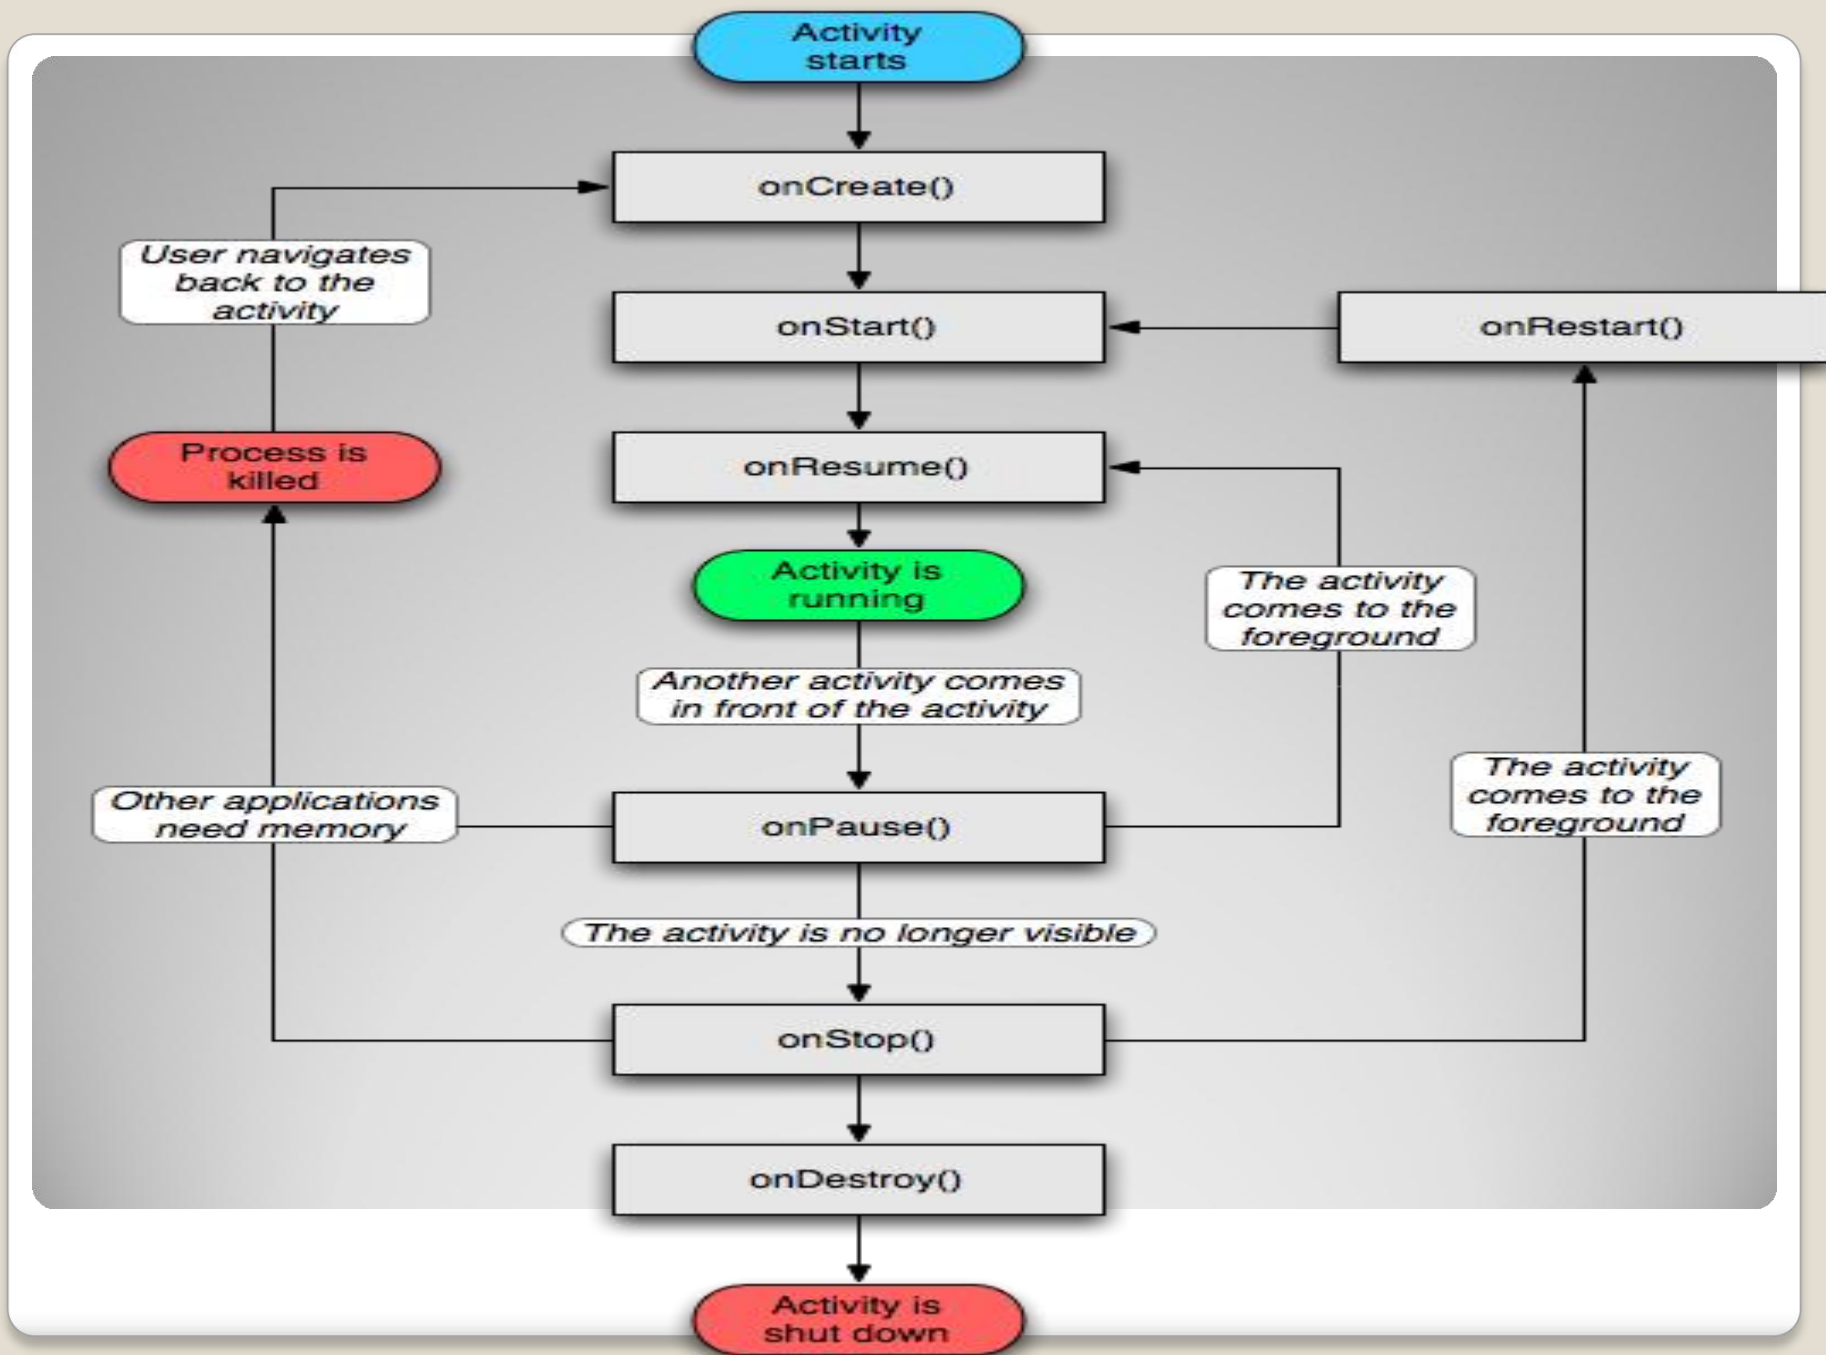 Activity
starts
onCreate()
User navigates
back to the
activity
onStart()
onRestart()
Process is
killed
onResume()
Activity is
running
The activity
comes to the
foreground
Another activity comes
in front of the activity
The activity
comes to the
foreground
Other applications
need memory
onPause()
The activity is no longer visible
onStop()
onDestroy()
Activity is
shut down